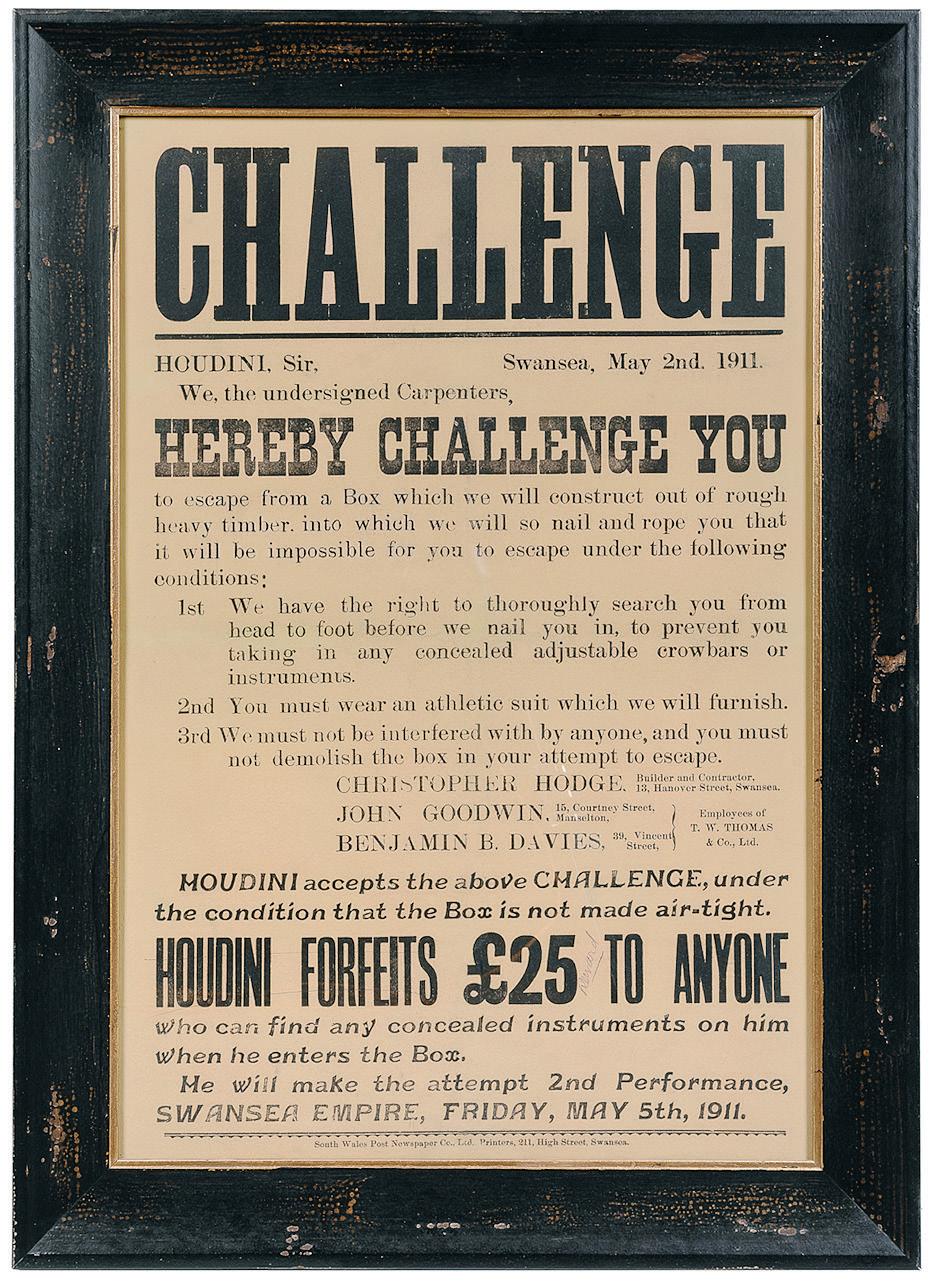 CHALLENGE
HOUDINI, Sir, Swansea, May 2nd. 1911.
We, the undersigned Carpenters,
HEREBY CHALLENGE YOU
to escape from a Box which we will construct out of rough
heavy timber. into which we will so nail and rope you that
it will be impossible for you to escape under the following
conditions:
1st We have the right to thoroughly search you from
head to foot before we nail you in, to prevent you
taking in any concealed adjustable crowbars or
instruments.
2nd You must wear an athletic suit which we will furnish.
3rd We must not be interfered with by anyone, and you must
not demolish the box in your attempt to escape.
CHRISTOPHER HODGE, Builder and Contractor,
13, Hanover Street, Swansea.
JOHN GOODWIN, 15, Courtney Street,
Manselton,
BENJAMIN B. DAVIES, 39, Vincent
Street,
Employees of
T. W. THOMAS
& Co., Ltd.
HOUDINI accepts the above CHALLENGE, under
the condition that the Box is not made air-tight.
HOUDINI FORFEITS £25 TO ANYONE
who can find any concealed instruments on him
when he enters the Box.
He will make the attempt 2nd Performance,
SWANSEA EMPIRE, FRIDAY, MAY 5th, 1911.
South Wales Post Newspaper Co., Ltd. Printers, 211, High Street, Swansea.